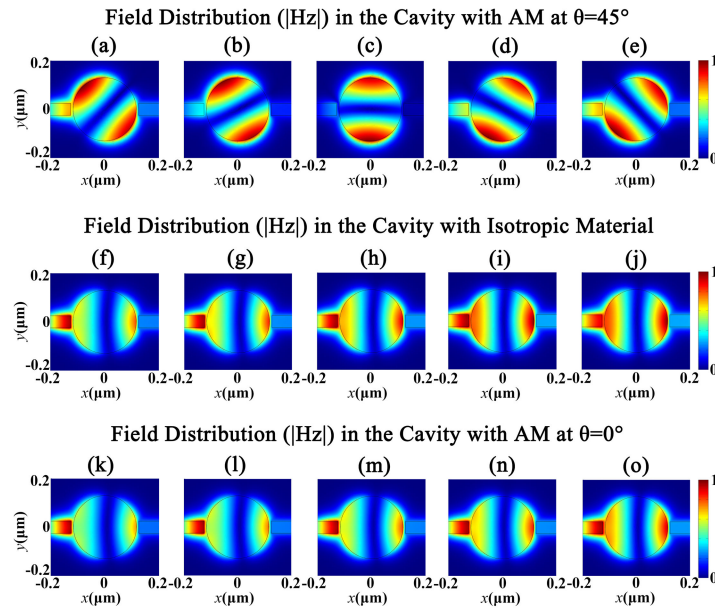 Field Distribution (|Hz|) in the Cavity with AM at θ=45°
(a) (b) (c) (d) (e)
0.2 1
y(µm) 0
-0.2 0
-0.2 0 0.2 -0.2 0 0.2 -0.2 0 0.2 -0.2 0 0.2 -0.2 0 0.2
x(µm) x(µm) x(µm) x(µm) x(µm)
Field Distribution (|Hz|) in the Cavity with Isotropic Material
(f) (g) (h) (i) (j)
0.2 1
y(µm) 0
-0.2 0
-0.2 0 0.2 -0.2 0 0.2 -0.2 0 0.2 -0.2 0 0.2 -0.2 0 0.2
x(µm) x(µm) x(µm) x(µm) x(µm)
Field Distribution (|Hz|) in the Cavity with AM at θ=0°
(k) (l) (m) (n) (o)
0.2 1
y(µm) 0
-0.2 0
-0.2 0 0.2 -0.2 0 0.2 -0.2 0 0.2 -0.2 0 0.2 -0.2 0 0.2
x(µm) x(µm) x(µm) x(µm) x(µm)